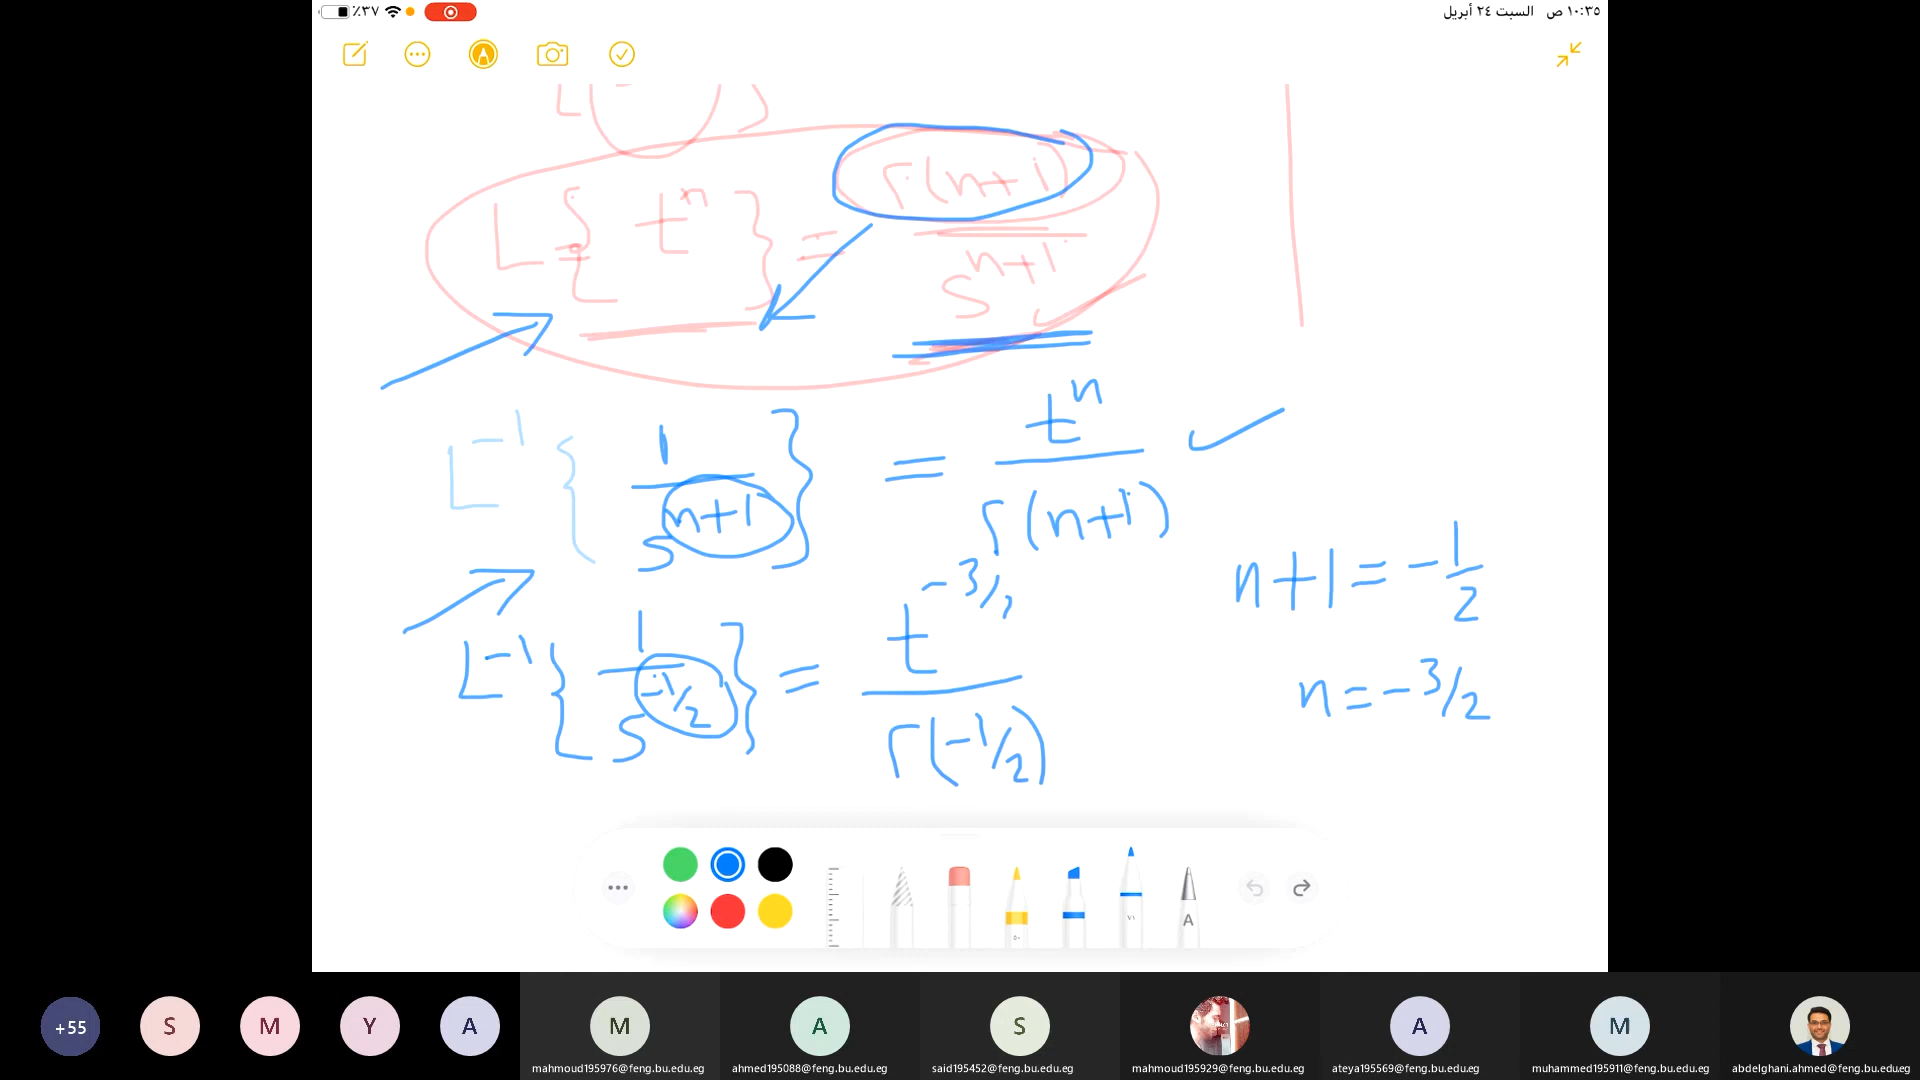 ٪٣٧
١٠:٣٥ ص السبت ٢٤ أبريل
L{t^n} = Γ(n+1) / s^(n+1)
L^-1{1 / s^(n+1)} = t^n / Γ(n+1)
n+1 = -1/2
L^-1{1 / s^(-1/2)} = t^(-3/2) / Γ(-1/2)
n = -3/2
A
+55
S
M
Y
A
M
A
S
A
M
mahmoud195976@feng.bu.edu.eg
ahmed195088@feng.bu.edu.eg
said195452@feng.bu.edu.eg
mahmoud195929@feng.bu.edu.eg
ateya195569@feng.bu.edu.eg
muhammed195911@feng.bu.edu.eg
abdelghani.ahmed@feng.bu.edu.eg